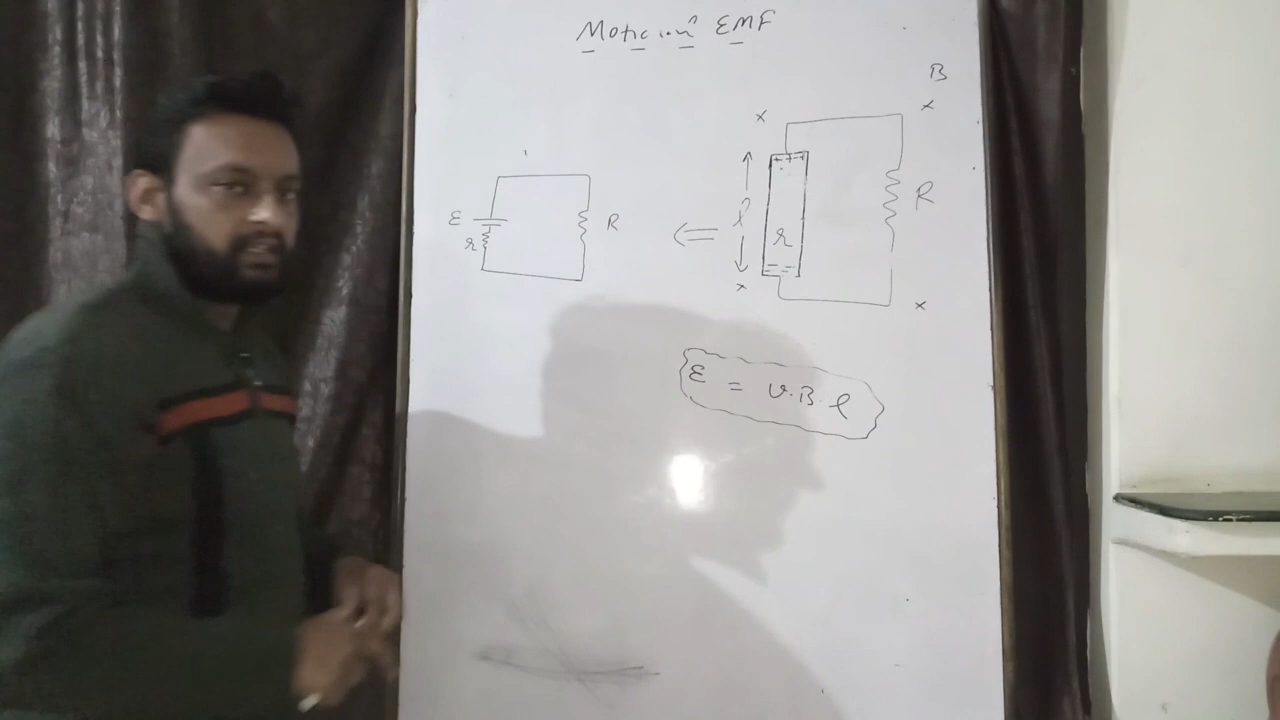 Motional EMF
B
x x
+ + +
R
l
r
- - -
x x
ε
r
R
⇐
ε = v.B.l